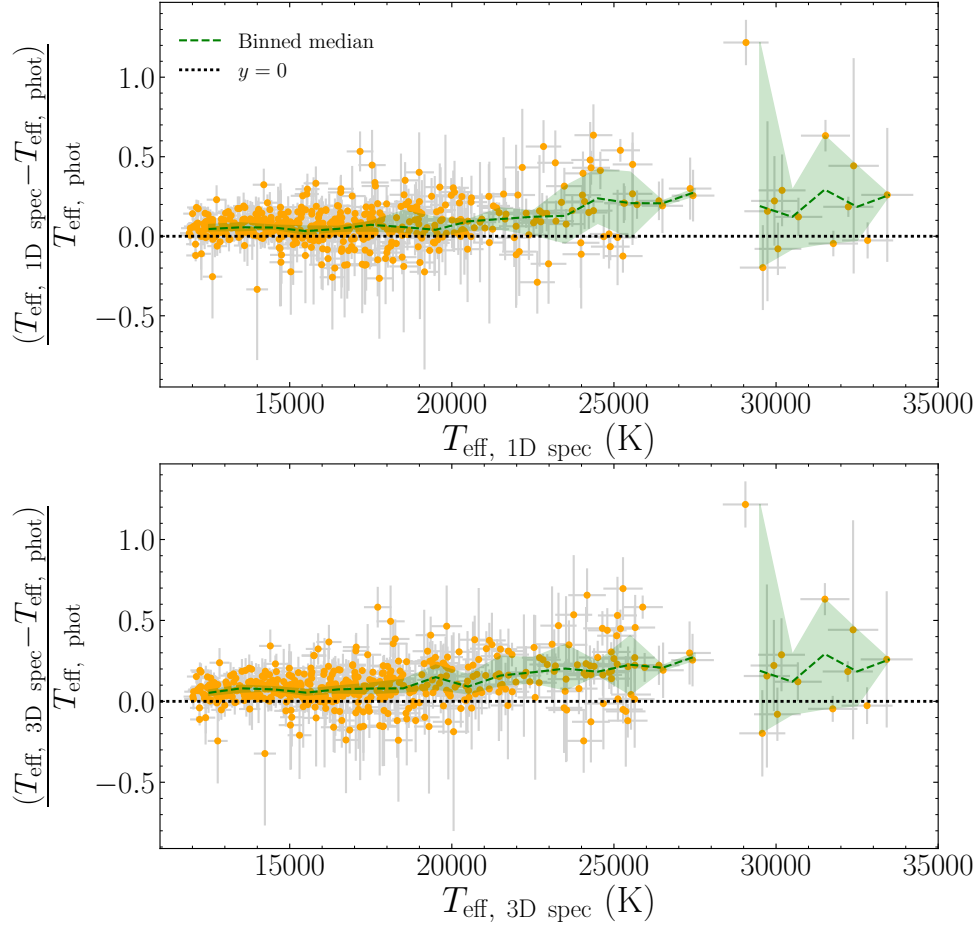 Binned median
y = 0
(T_eff, 1D spec − T_eff, phot)
T_eff, phot
1.0
0.5
0.0
−0.5
15000 20000 25000 30000 35000
T_eff, 1D spec (K)
(T_eff, 3D spec − T_eff, phot)
T_eff, phot
1.0
0.5
0.0
−0.5
15000 20000 25000 30000 35000
T_eff, 3D spec (K)